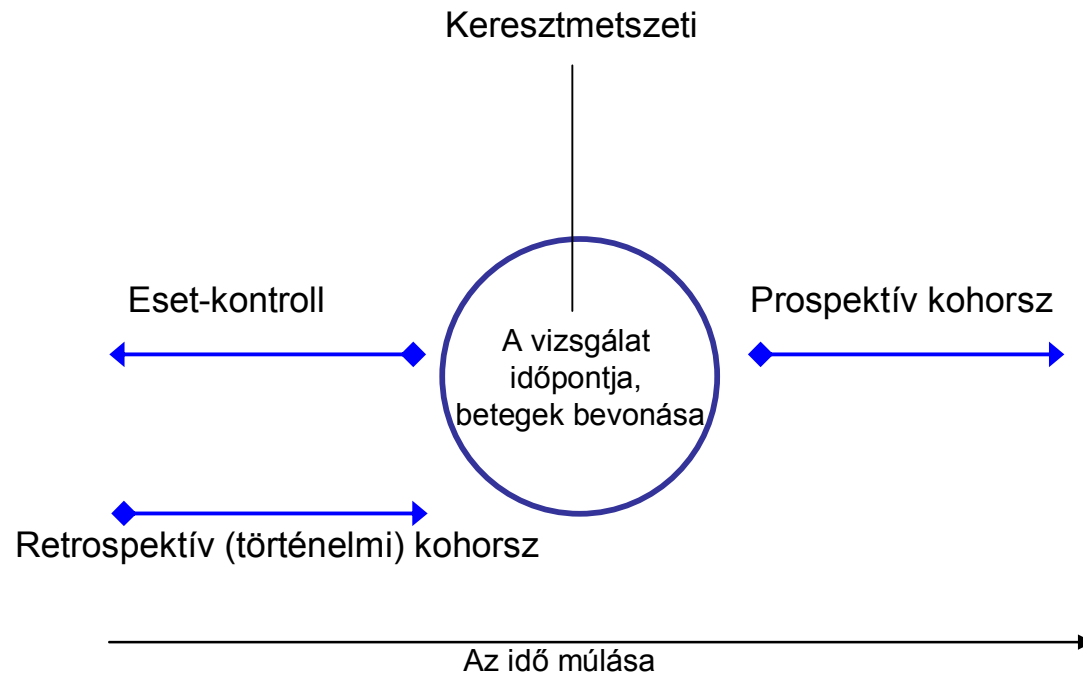 Keresztmetszeti
Eset-kontroll
Prospektív kohorsz
A vizsgálat
időpontja,
betegek bevonása
Retrospektív (történelmi) kohorsz
Az idő múlása